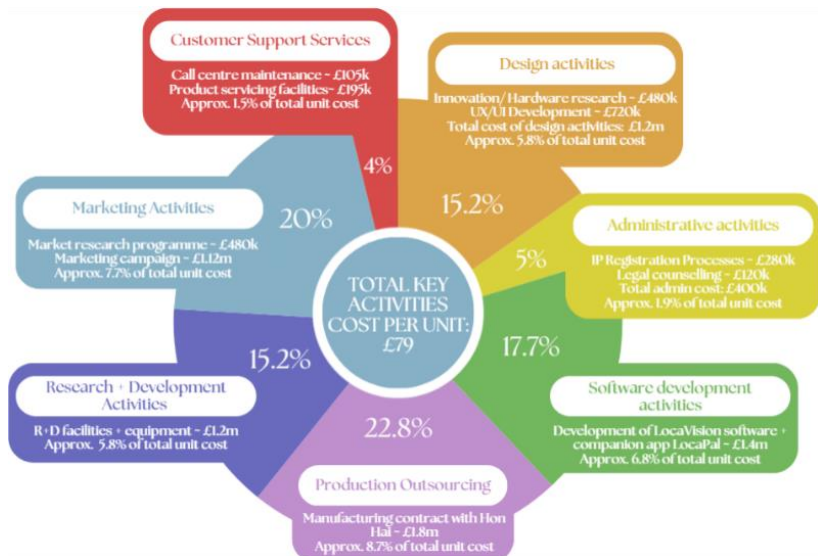 Customer Support Services
Call centre maintenance - £105k
Product servicing facilities- £195k
Approx. 1.5% of total unit cost
4%
Design activities
Innovation/ Hardware research - £480k
UX/UI Development - £720k
Total cost of design activities: £1.2m
Approx. 5.8% of total unit cost
15.2%
Administrative activities
IP Registration Processes - £280k
Legal counselling - £120k
Total admin cost: £400k
Approx. 1.9% of total unit cost
5%
Software development
activities
Development of LocaVision software +
companion app LocaPal - £1.4m
Approx. 6.8% of total unit cost
17.7%
Production Outsourcing
Manufacturing contract with Hon
Hai - £1.8m
Approx. 8.7% of total unit cost
22.8%
Research + Development
Activities
R+D facilities + equipment - £1.2m
Approx. 5.8% of total unit cost
15.2%
Marketing Activities
Market research programme - £480k
Marketing campaign - £1.12m
Approx. 7.7% of total unit cost
20%
TOTAL KEY
ACTIVITIES
COST PER UNIT:
£79